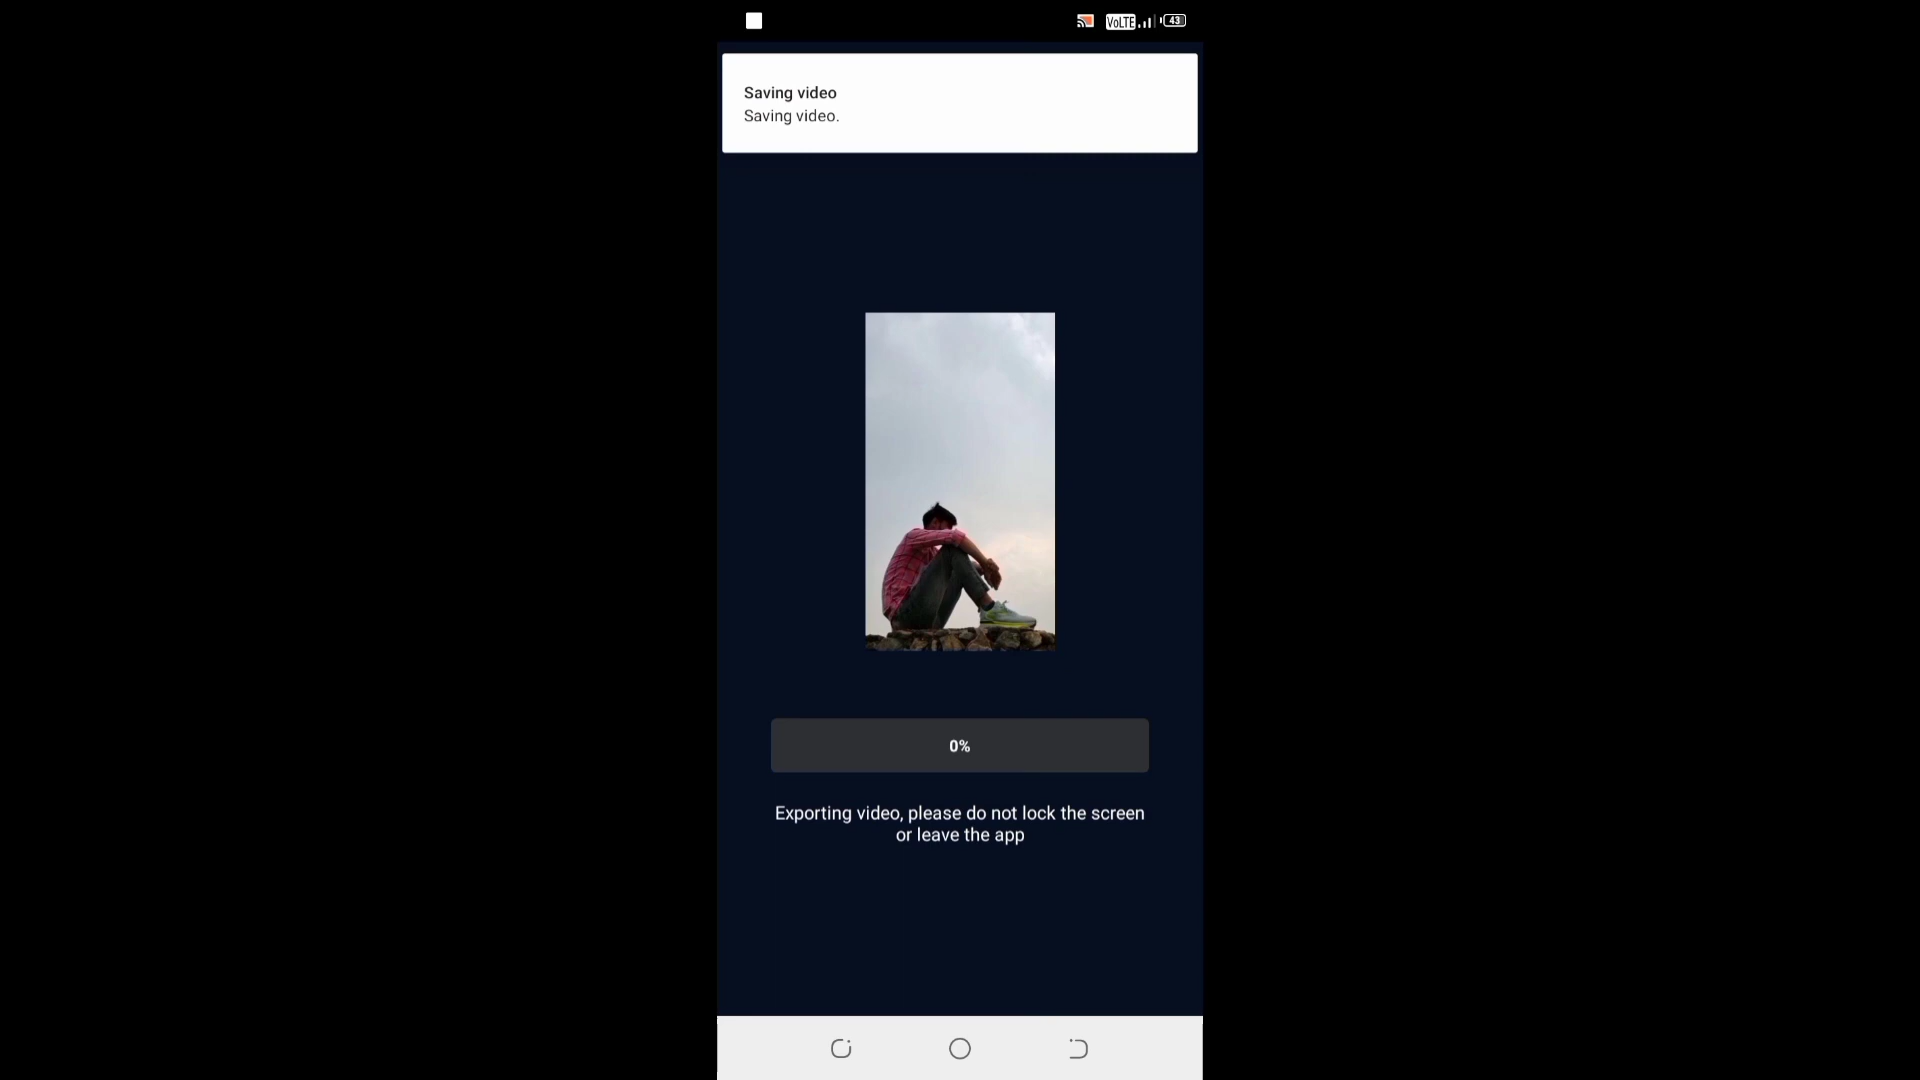 VoLTE 43
Saving video
Saving video.
0%
Exporting video, please do not lock the screen
or leave the app